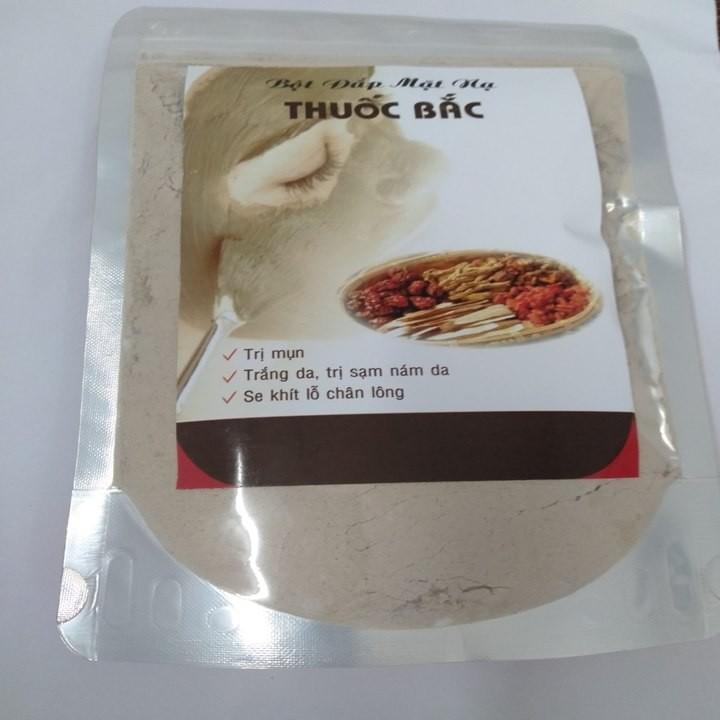 Bột Đắp Mặt Nạ
THUỐC BẮC
Trị mụn
Trắng da, trị sạm nám da
Se khít lỗ chân lông